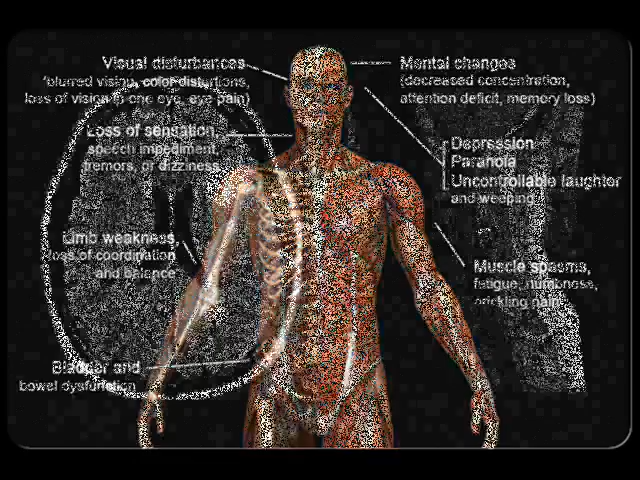 Visual disturbances
(blurred vision, color distortions,
loss of vision in one eye, eye pain)
Loss of sensation,
speech impediment,
tremors, or dizziness
Limb weakness,
loss of coordination
and balance
Bladder and
bowel dysfunction
Mental changes
(decreased concentration,
attention deficit, memory loss)
Depression
Paranoia
Uncontrollable laughter
and weeping
Muscle spasms,
fatigue, numbness,
prickling pain